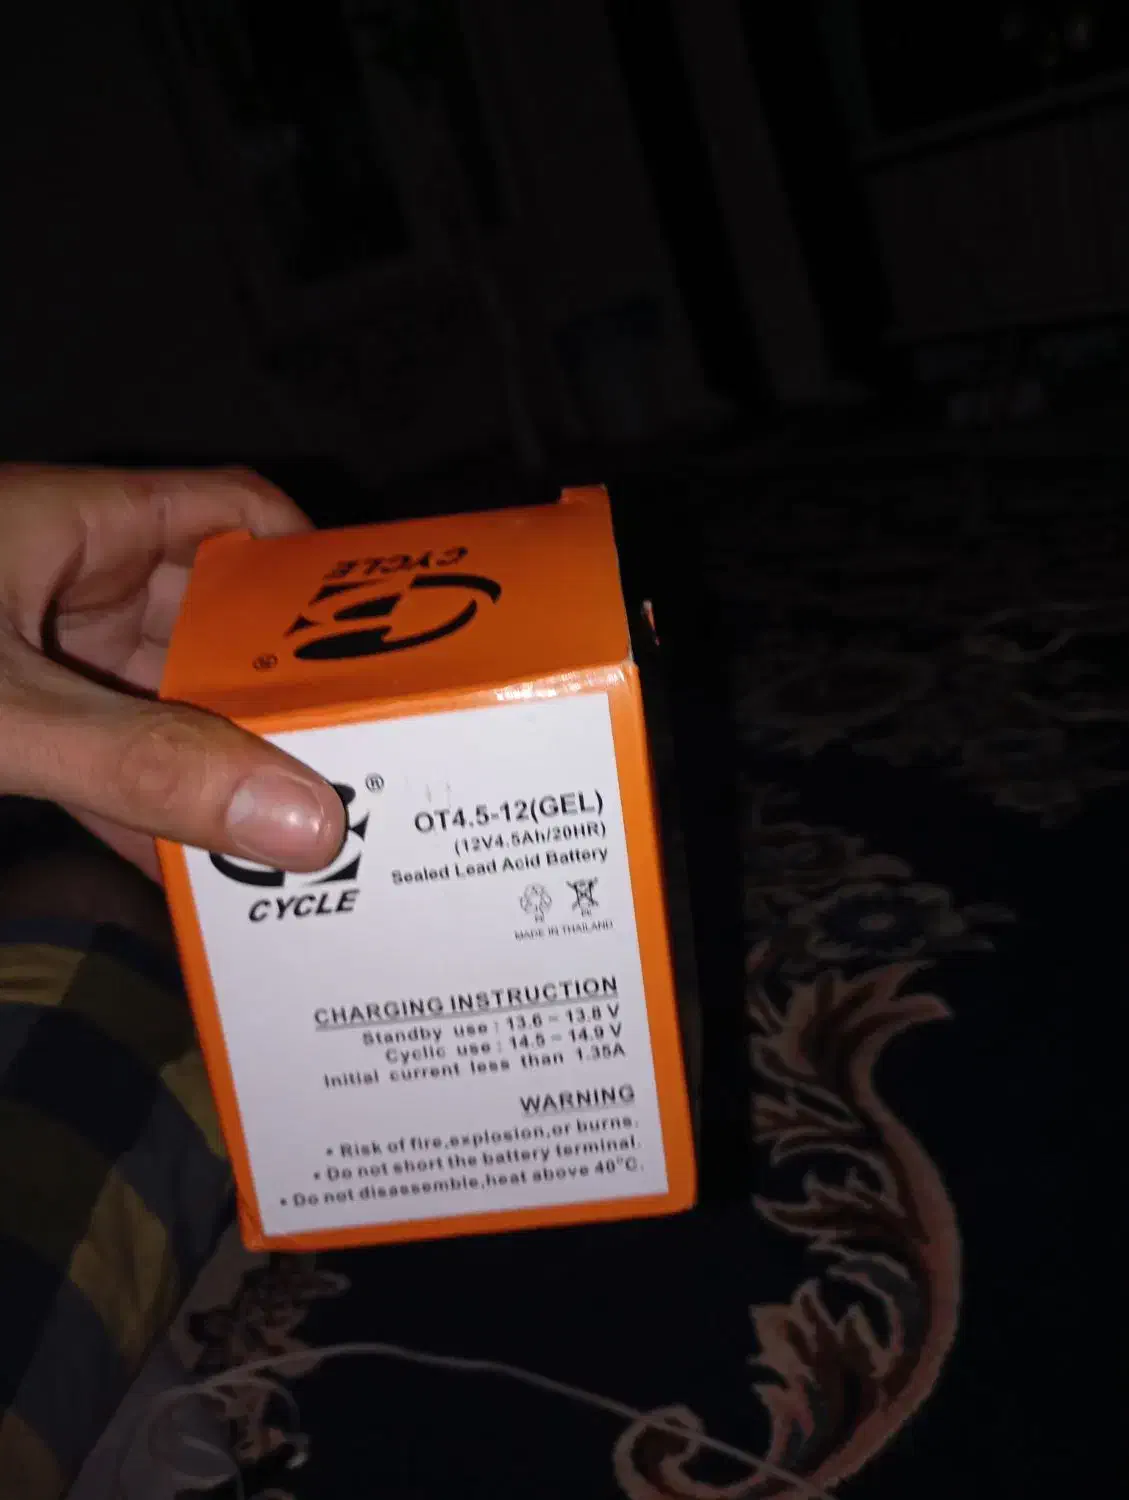 CYCLE
®
®
OT4.5-12(GEL)
(12V4.5Ah/20HR)
Sealed Lead Acid Battery
CYCLE
MADE IN THAILAND
CHARGING INSTRUCTION
Standby use : 13.6 ~ 13.8 V
Cyclic use : 14.5 ~ 14.9 V
Initial current less than 1.35A
WARNING
• Risk of fire,explosion,or burns.
• Do not short the battery terminal.
• Do not disassemble,heat above 40°C.